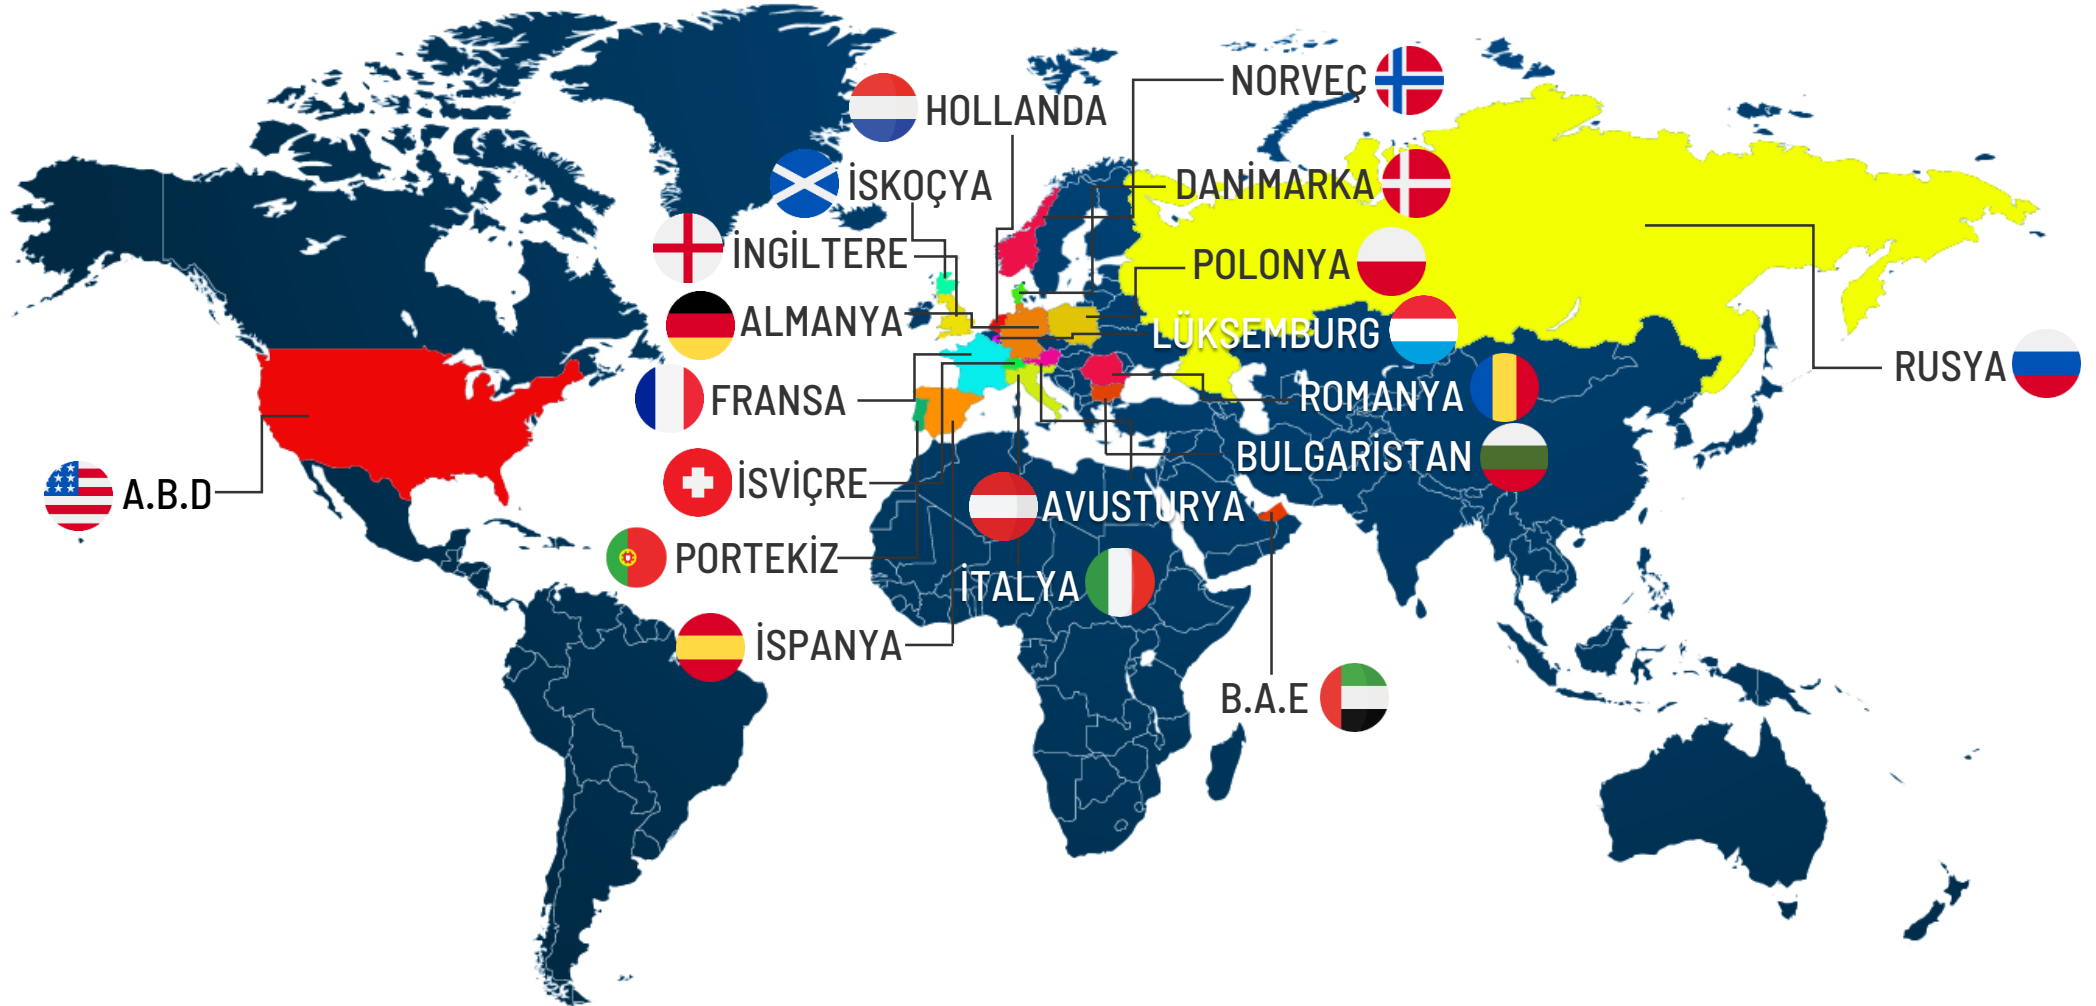 NORVEÇ
HOLLANDA
İSKOÇYA
DANİMARKA
İNGİLTERE
POLONYA
ALMANYA
LÜKSEMBURG
RUSYA
FRANSA
ROMANYA
BULGARİSTAN
İSVİÇRE
A.B.D
AVUSTURYA
PORTEKİZ
İTALYA
İSPANYA
B.A.E